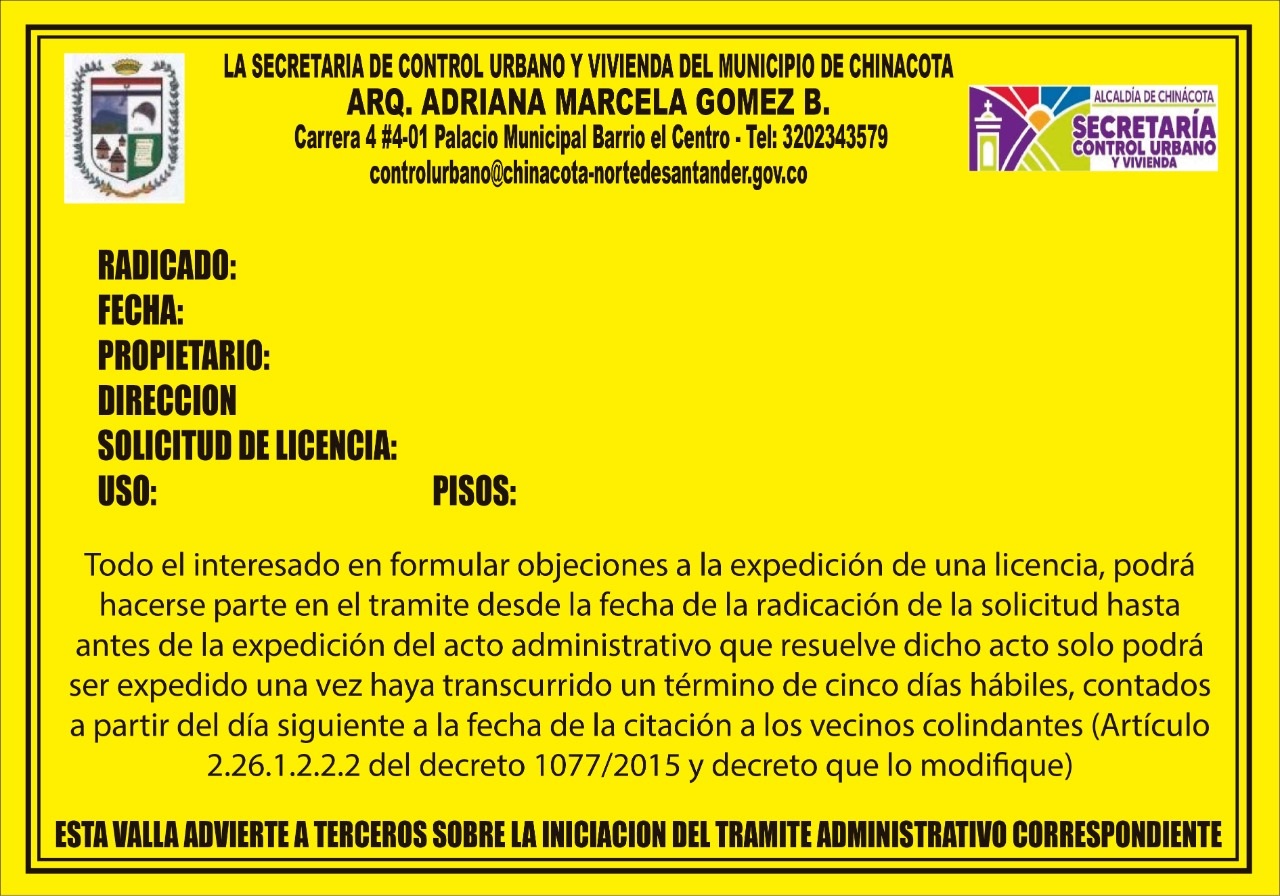 LA SECRETARIA DE CONTROL URBANO Y VIVIENDA DEL MUNICIPIO DE CHINACOTA
ARQ. ADRIANA MARCELA GOMEZ B.
Carrera 4 #4-01 Palacio Municipal Barrio el Centro - Tel: 3202343579
controlurbano@chinacota-nortedesantander.gov.co
ALCALDÍA DE CHINÁCOTA
SECRETARÍA
CONTROL URBANO
Y VIVIENDA
RADICADO:
FECHA:
PROPIETARIO:
DIRECCION
SOLICITUD DE LICENCIA:
USO: PISOS:
Todo el interesado en formular objeciones a la expedición de una licencia, podrá
hacerse parte en el tramite desde la fecha de la radicación de la solicitud hasta
antes de la expedición del acto administrativo que resuelve dicho acto solo podrá
ser expedido una vez haya transcurrido un término de cinco días hábiles, contados
a partir del día siguiente a la fecha de la citación a los vecinos colindantes (Artículo
2.26.1.2.2.2 del decreto 1077/2015 y decreto que lo modifique)
ESTA VALLA ADVIERTE A TERCEROS SOBRE LA INICIACION DEL TRAMITE ADMINISTRATIVO CORRESPONDIENTE